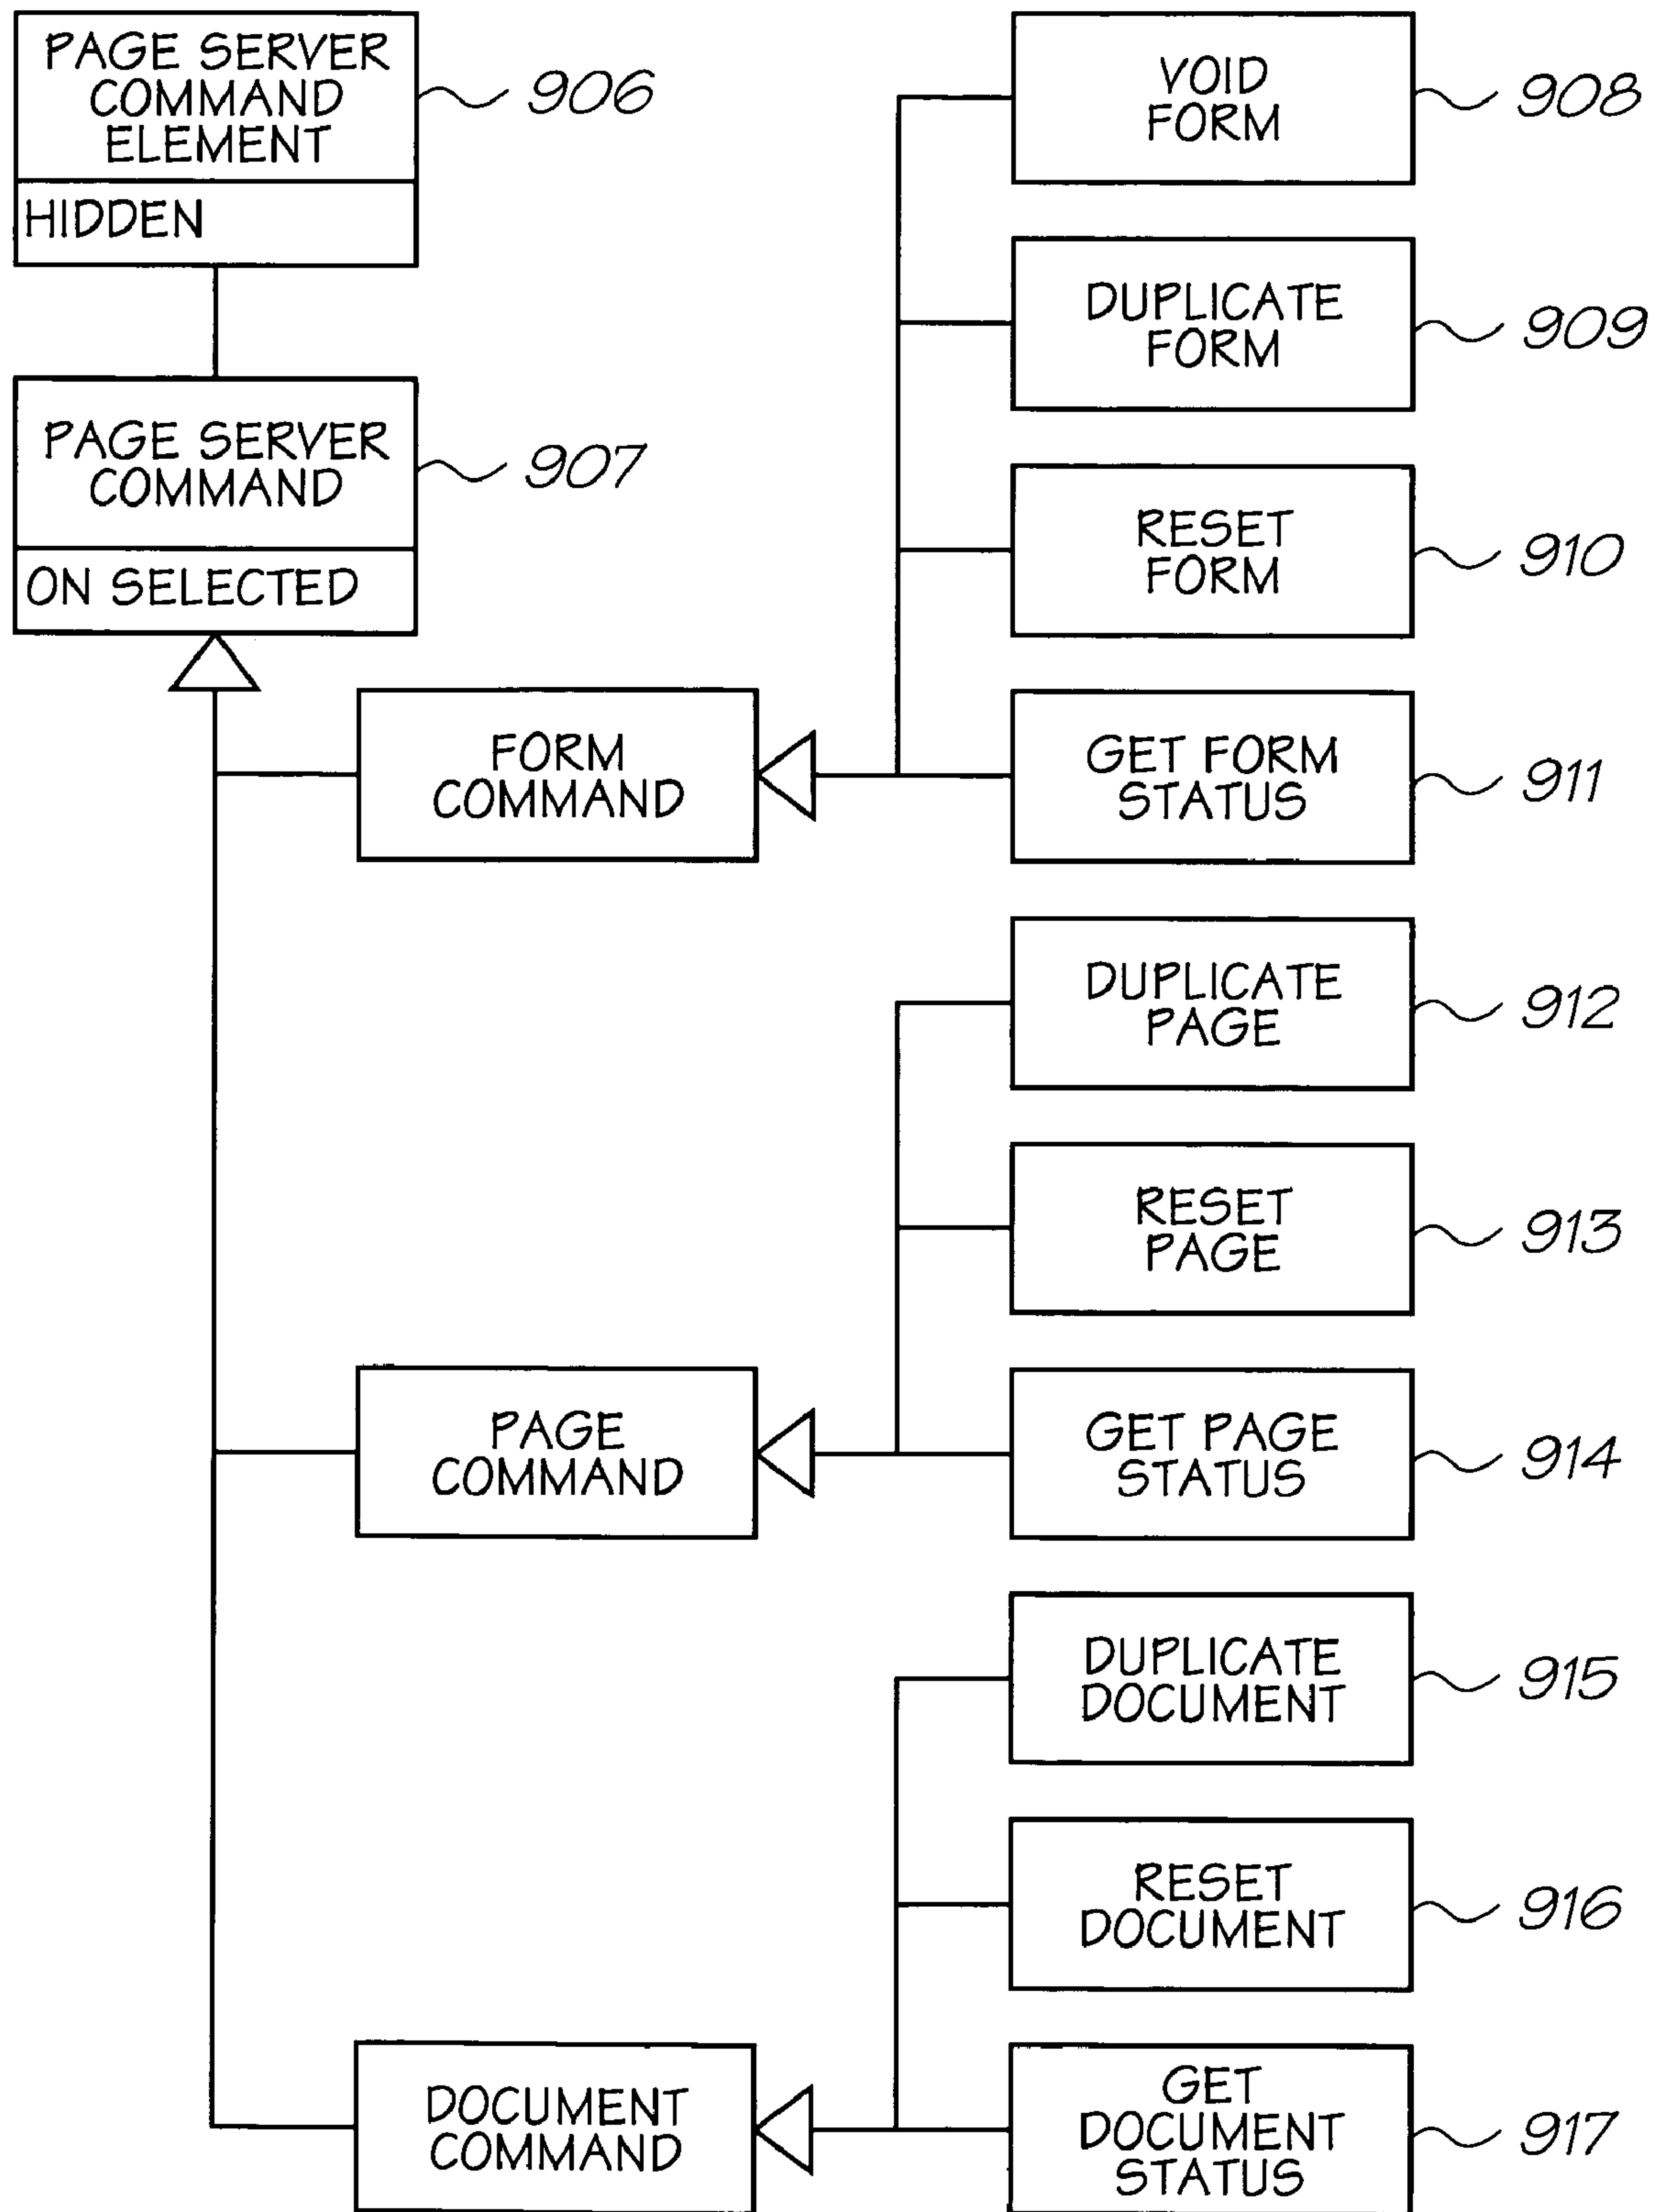 PAGE SERVER
COMMAND
ELEMENT
906
HIDDEN
PAGE SERVER
COMMAND
907
ON SELECTED
VOID
FORM
908
DUPLICATE
FORM
909
RESET
FORM
910
FORM
COMMAND
GET FORM
STATUS
911
DUPLICATE
PAGE
912
RESET
PAGE
913
PAGE
COMMAND
GET PAGE
STATUS
914
DUPLICATE
DOCUMENT
915
RESET
DOCUMENT
916
DOCUMENT
COMMAND
GET
DOCUMENT
STATUS
917